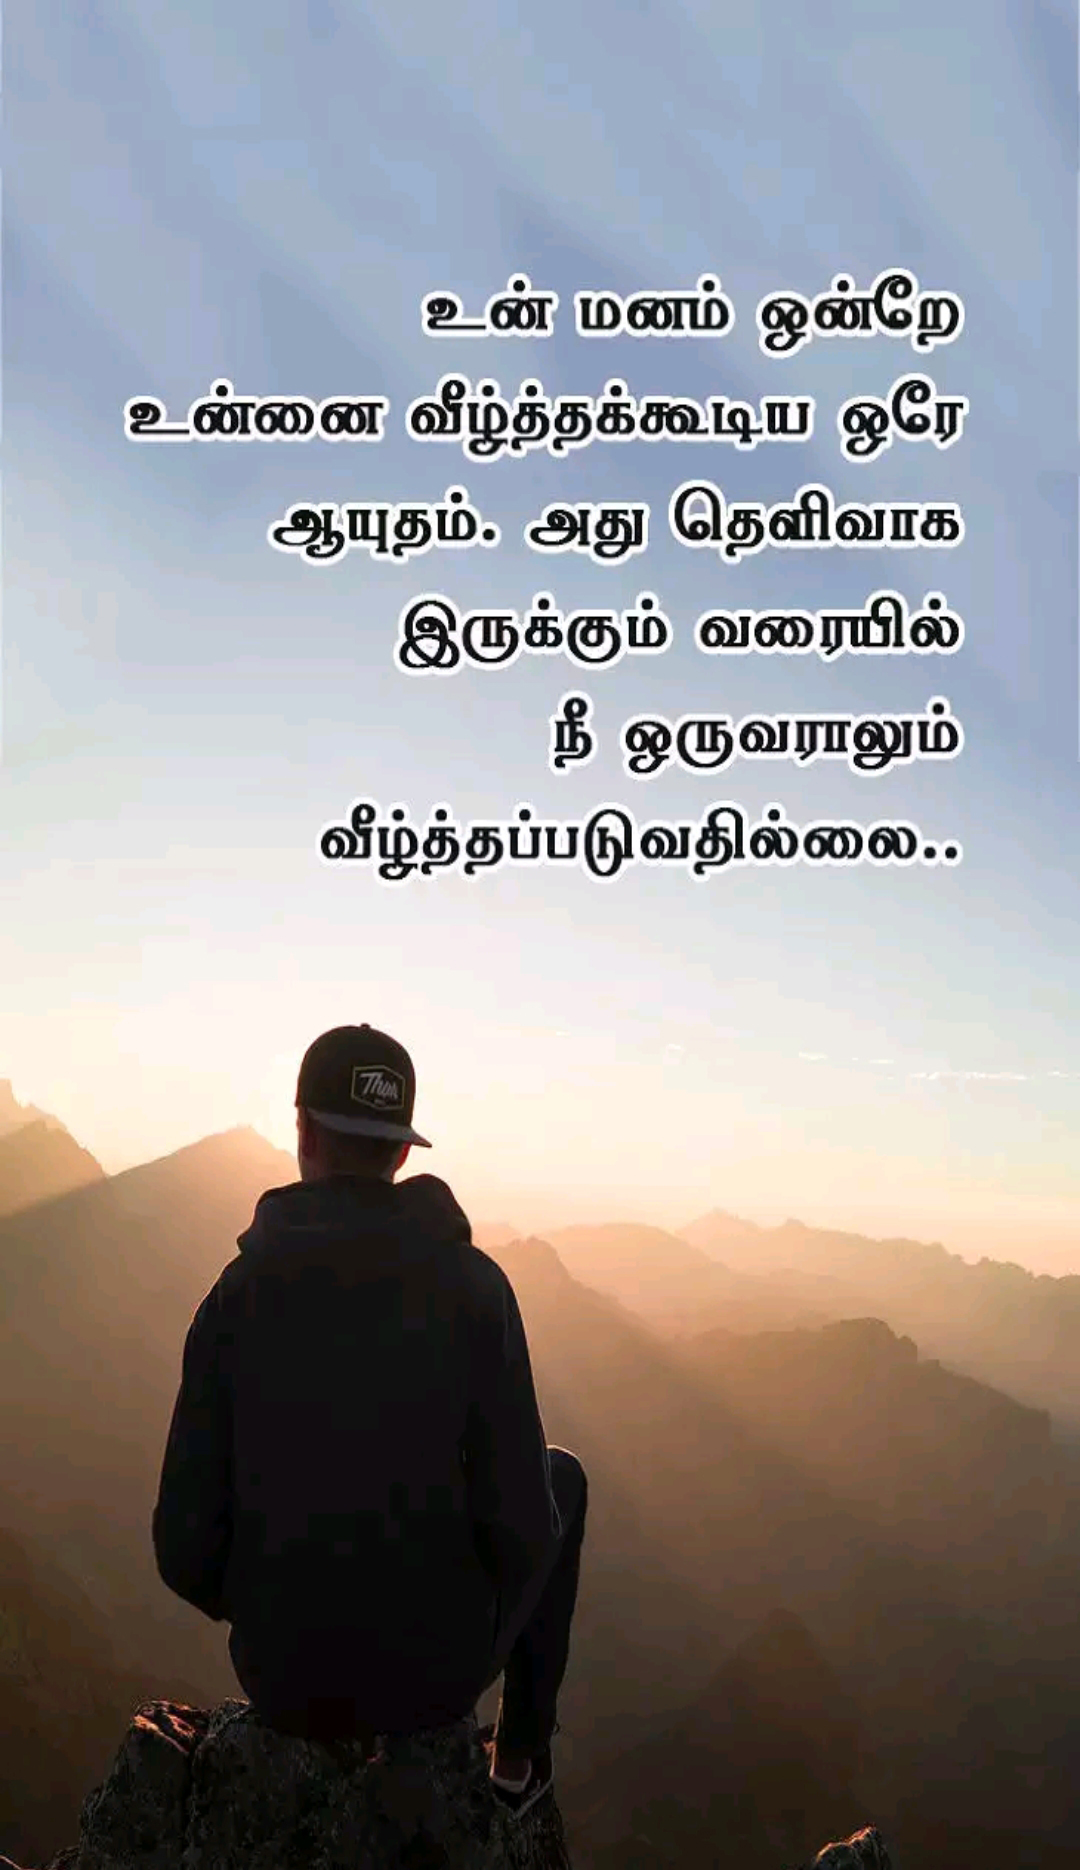 உன் மனம் ஒன்றே
உன்னை வீழ்த்தக்கூடிய ஒரே
ஆயுதம். அது தெளிவாக
இருக்கும் வரையில்
நீ ஒருவராலும்
வீழ்த்தப்படுவதில்லை..